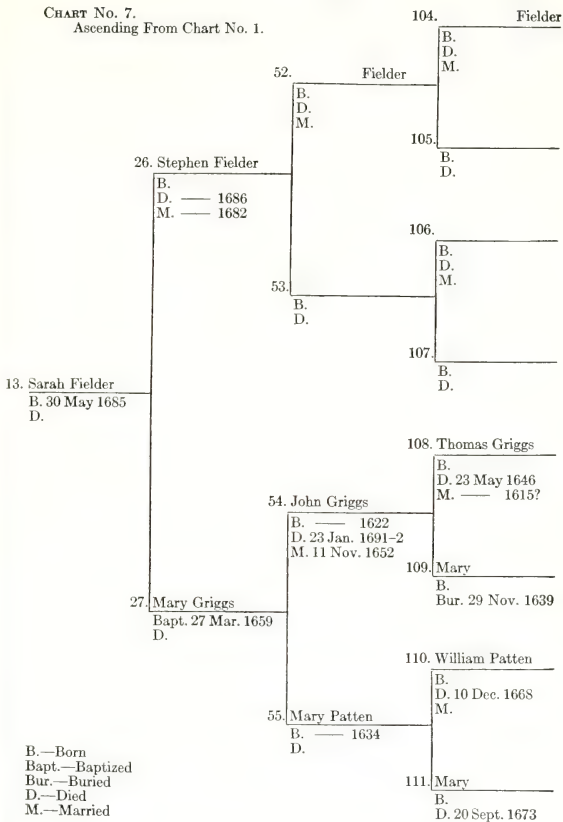 CHART No. 7.
Ascending From Chart No. 1.
104. Fielder
B.
D.
M.
52. Fielder
B.
D.
M.
105.
B.
D.
26. Stephen Fielder
B.
D. — 1686
M. — 1682
106.
B.
D.
M.
53.
B.
D.
107.
B.
D.
13. Sarah Fielder
B. 30 May 1685
D.
108. Thomas Griggs
B.
D. 23 May 1646
M. — 1615?
54. John Griggs
B. — 1622
D. 23 Jan. 1691-2
M. 11 Nov. 1652
109. Mary
B.
Bur. 29 Nov. 1639
27. Mary Griggs
Bapt. 27 Mar. 1659
D.
110. William Patten
B.
D. 10 Dec. 1668
M.
55. Mary Patten
B. — 1634
D.
111. Mary
B.
D. 20 Sept. 1673
B.—Born
Bapt.—Baptized
Bur.—Buried
D.—Died
M.—Married